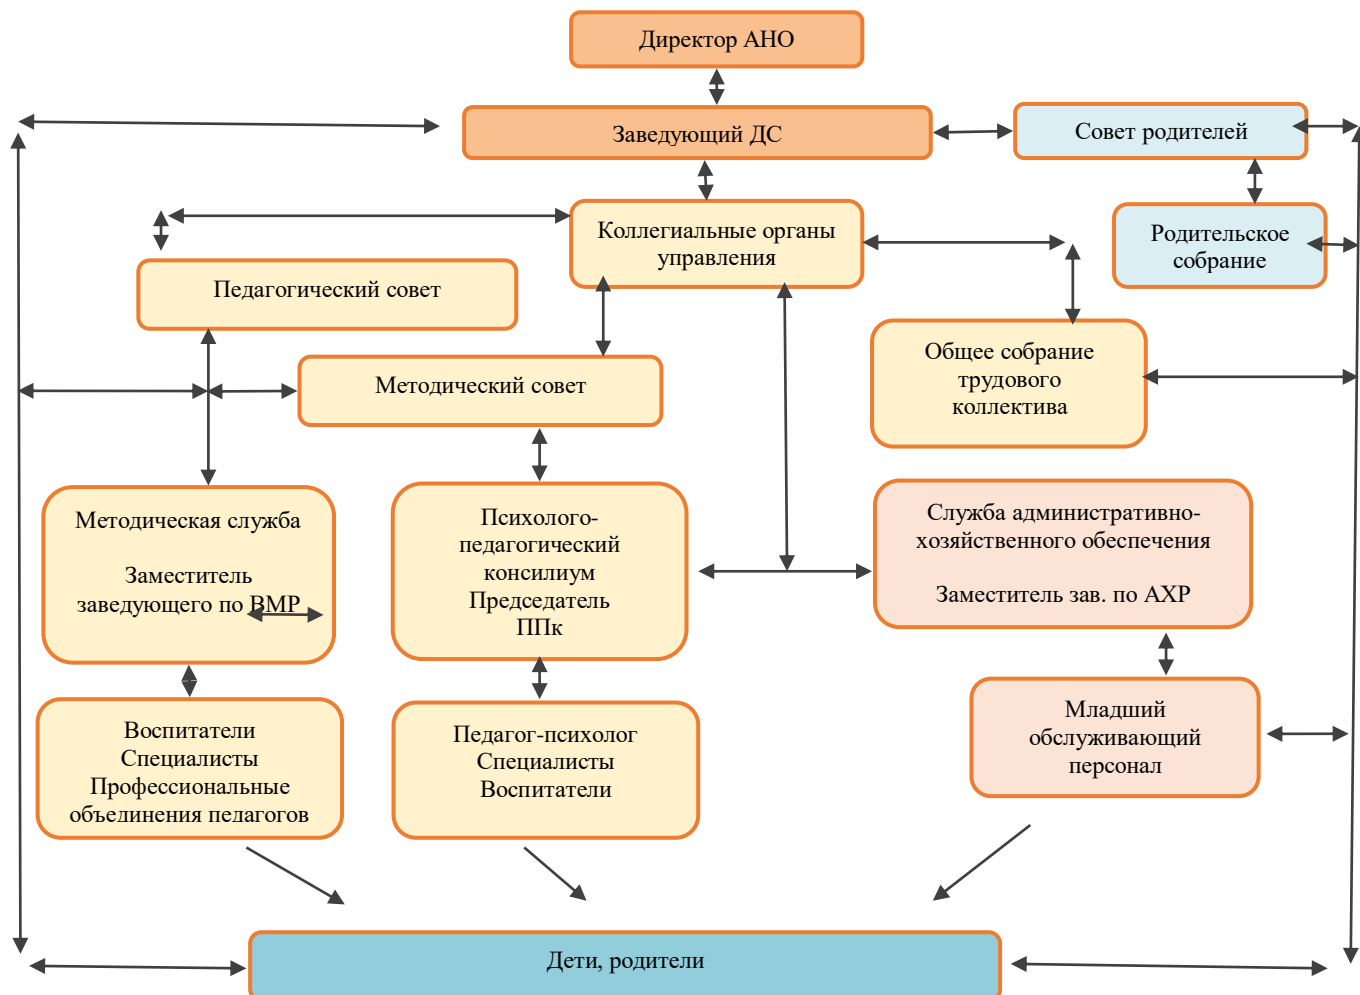 Директор АНО
Заведующий ДС
Совет родителей
Коллегиальные органы
управления
Родительское
собрание
Педагогический совет
Общее собрание
трудового
коллектива
Методический совет
Методическая служба
Заместитель
заведующего по ВМР
Психолого-
педагогический
консилиум
Председатель
ППк
Служба административно-
хозяйственного обеспечения
Заместитель зав. по АХР
Воспитатели
Специалисты
Профессиональные
объединения педагогов
Педагог-психолог
Специалисты
Воспитатели
Младший
обслуживающий
персонал
Дети, родители